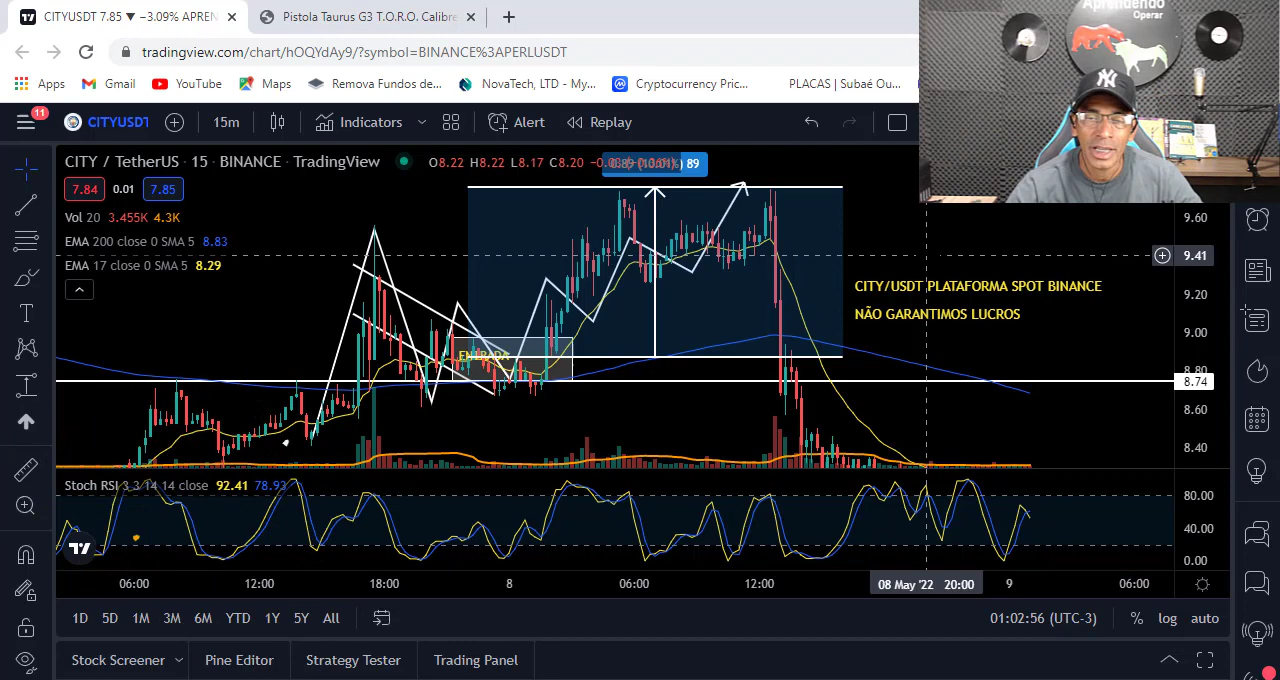 CITYUSDT 7.85 ▼ −3.09% APREN
Pistola Taurus G3 T.O.R.O. Calibre
Aprendendo
Operar
tradingview.com/chart/hOQYdAy9/?symbol=BINANCE%3APERLUSDT
Apps
Gmail
YouTube
Maps
Remova Fundos de...
NovaTech, LTD - My...
Cryptocurrency Pric...
PLACAS | Subaé Ou...
11
CITYUSDT
15m
Indicators
Alert
Replay
CITY / TetherUS · 15 · BINANCE · TradingView
O8.22 H8.22 L8.17 C8.20
89
7.84
0.01
7.85
Vol 20 3.455K 4.3K
EMA 200 close 0 SMA 5 8.83
EMA 17 close 0 SMA 5 8.29
ENTRADA
CITY/USDT PLATAFORMA SPOT BINANCE
NÃO GARANTIMOS LUCROS
9.60
9.41
9.20
9.00
8.80
8.74
8.60
8.40
Stoch RSI 3 3 14 14 close 92.41 78.93
80.00
40.00
0.00
06:00
12:00
18:00
8
06:00
12:00
08 May '22 20:00
9
06:00
1D
5D
1M
3M
6M
YTD
1Y
5Y
All
01:02:56 (UTC-3)
%
log
auto
Stock Screener
Pine Editor
Strategy Tester
Trading Panel